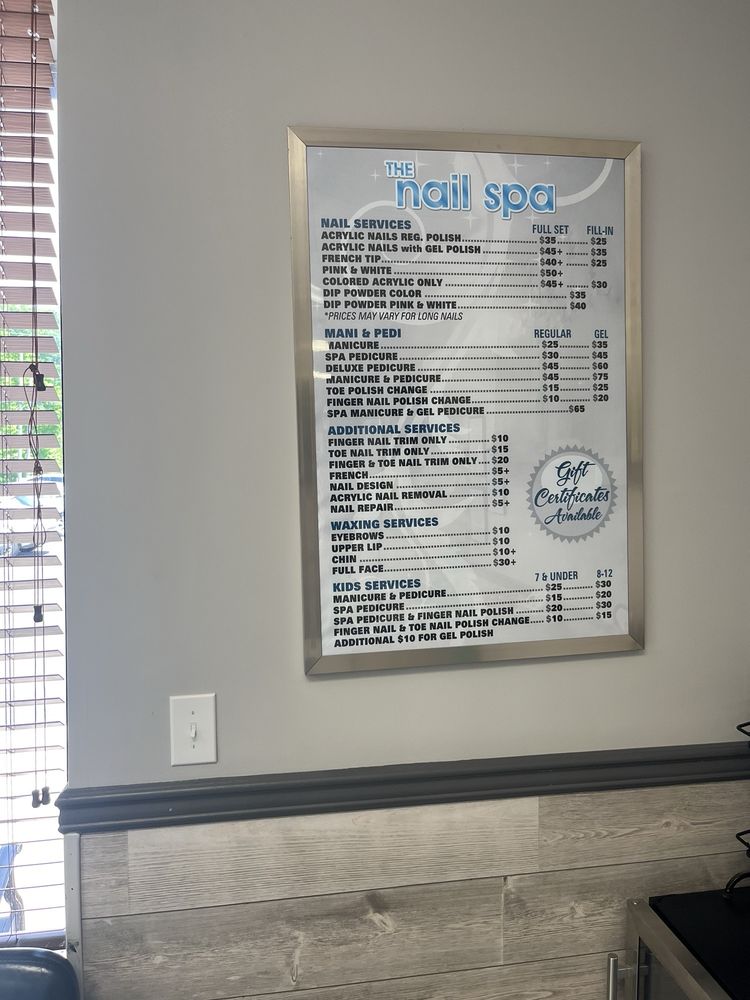 THE
nail spa
NAIL SERVICES FULL SET FILL-IN
ACRYLIC NAILS REG. POLISH $35 $25
ACRYLIC NAILS with GEL POLISH $45+ $35
FRENCH TIP $40+ $25
PINK & WHITE $50+
COLORED ACRYLIC ONLY $45+ $30
DIP POWDER COLOR $35
DIP POWDER PINK & WHITE $40
*PRICES MAY VARY FOR LONG NAILS
MANI & PEDI REGULAR GEL
MANICURE $25 $35
SPA PEDICURE $30 $45
DELUXE PEDICURE $45 $60
MANICURE & PEDICURE $45 $75
TOE POLISH CHANGE $15 $25
FINGER NAIL POLISH CHANGE $10 $20
SPA MANICURE & GEL PEDICURE $65
ADDITIONAL SERVICES
FINGER NAIL TRIM ONLY $10
TOE NAIL TRIM ONLY $15
FINGER & TOE NAIL TRIM ONLY $20
FRENCH $5+
NAIL DESIGN $5+
ACRYLIC NAIL REMOVAL $10
NAIL REPAIR $5+
Gift
Certificates
Available
WAXING SERVICES
EYEBROWS $10
UPPER LIP $10
CHIN $10+
FULL FACE $30+
KIDS SERVICES 7 & UNDER 8-12
MANICURE & PEDICURE $25 $30
SPA PEDICURE $15 $20
SPA PEDICURE & FINGER NAIL POLISH $20 $30
FINGER NAIL & TOE NAIL POLISH CHANGE $10 $15
ADDITIONAL $10 FOR GEL POLISH